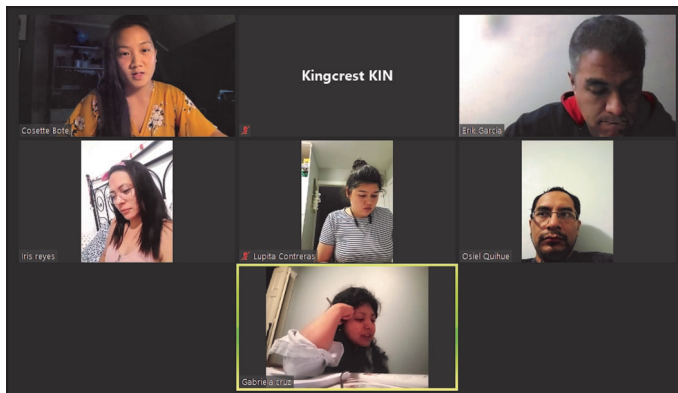 Kingcrest KIN
Cosette Bote
Erik Garcia
Iris reyes
Lupita Contreras
Osiel Quihue
Gabriela cruz